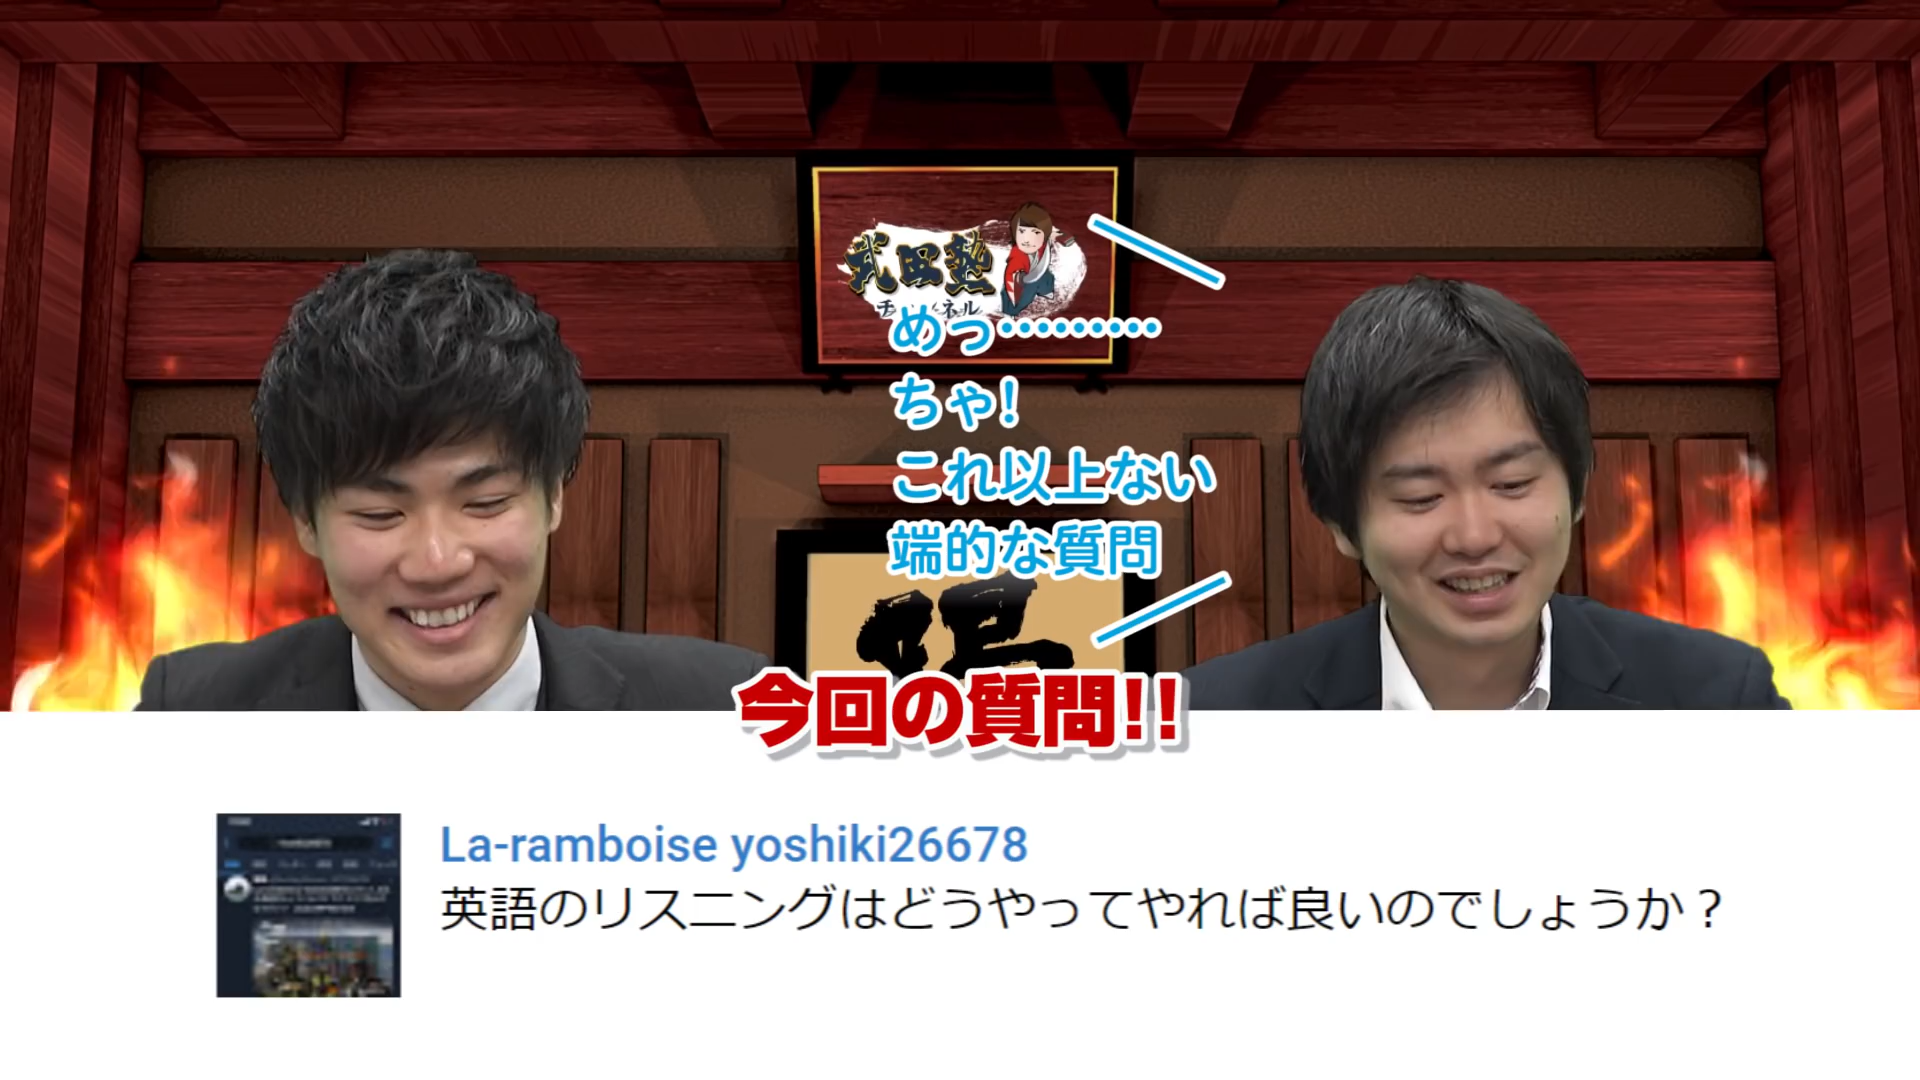 武田塾
チャンネル
めっ………
ちゃ!
これ以上ない
端的な質問
今回の質問!!
La-ramboise yoshiki26678
英語のリスニングはどうやってやれば良いのでしょうか？